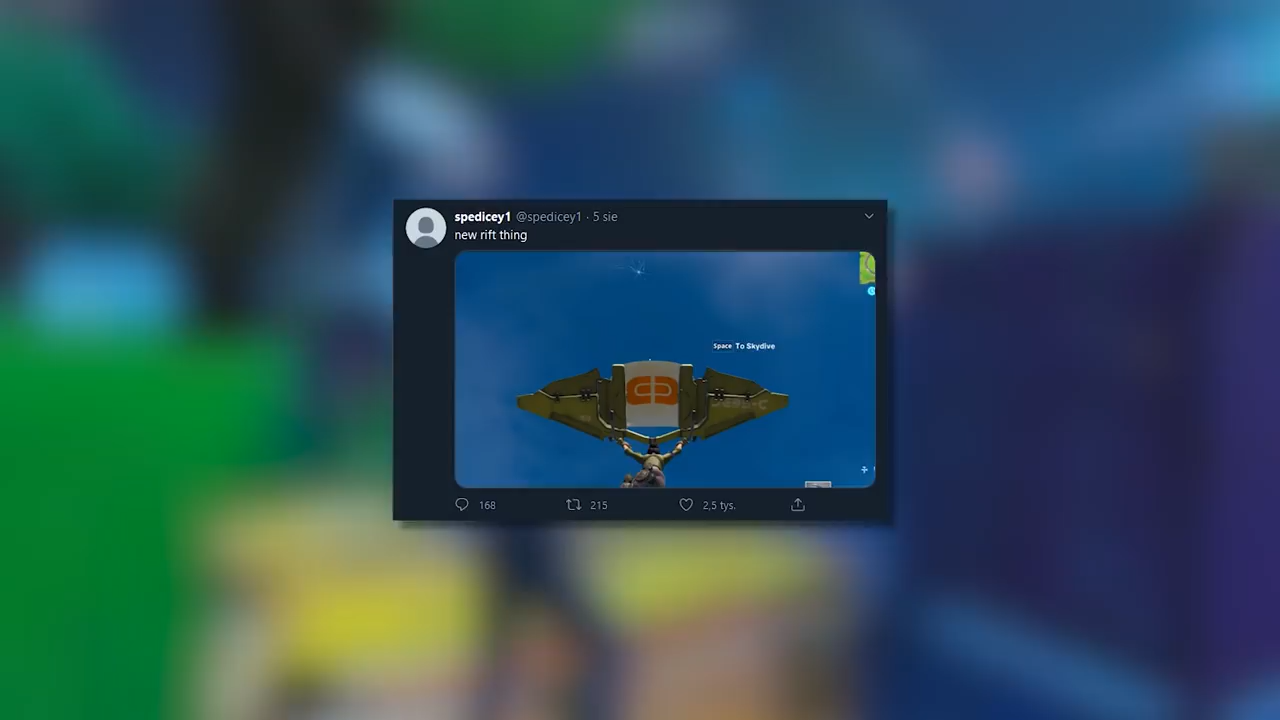 spedicey1 @spedicey1 · 5 sie
new rift thing
Space To Skydive
168 215 2,5 tys.